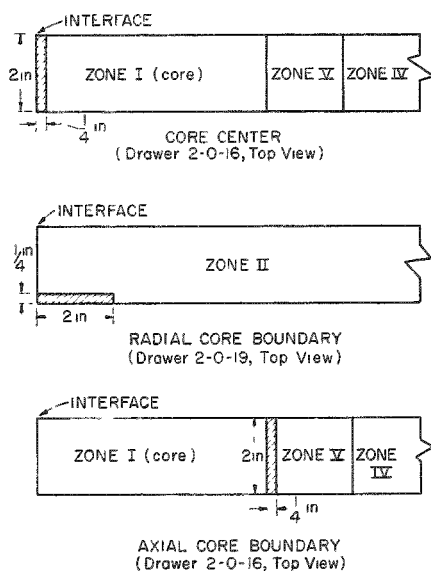 INTERFACE
2in ZONE I (core) ZONE V ZONE IV
1/4 in
CORE CENTER
(Drawer 2-0-16, Top View)
INTERFACE
1/4 in ZONE II
2 in
RADIAL CORE BOUNDARY
(Drawer 2-0-19, Top View)
INTERFACE
ZONE I (core) 2in ZONE V ZONE IV
1/4 in
AXIAL CORE BOUNDARY
(Drawer 2-0-16, Top View)